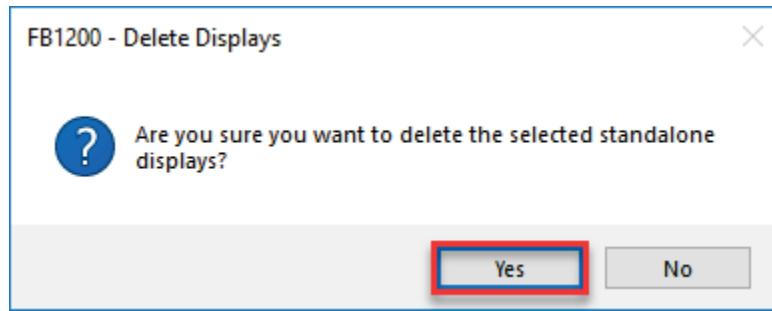 FB1200 - Delete Displays
Are you sure you want to delete the selected standalone
displays?
Yes
No